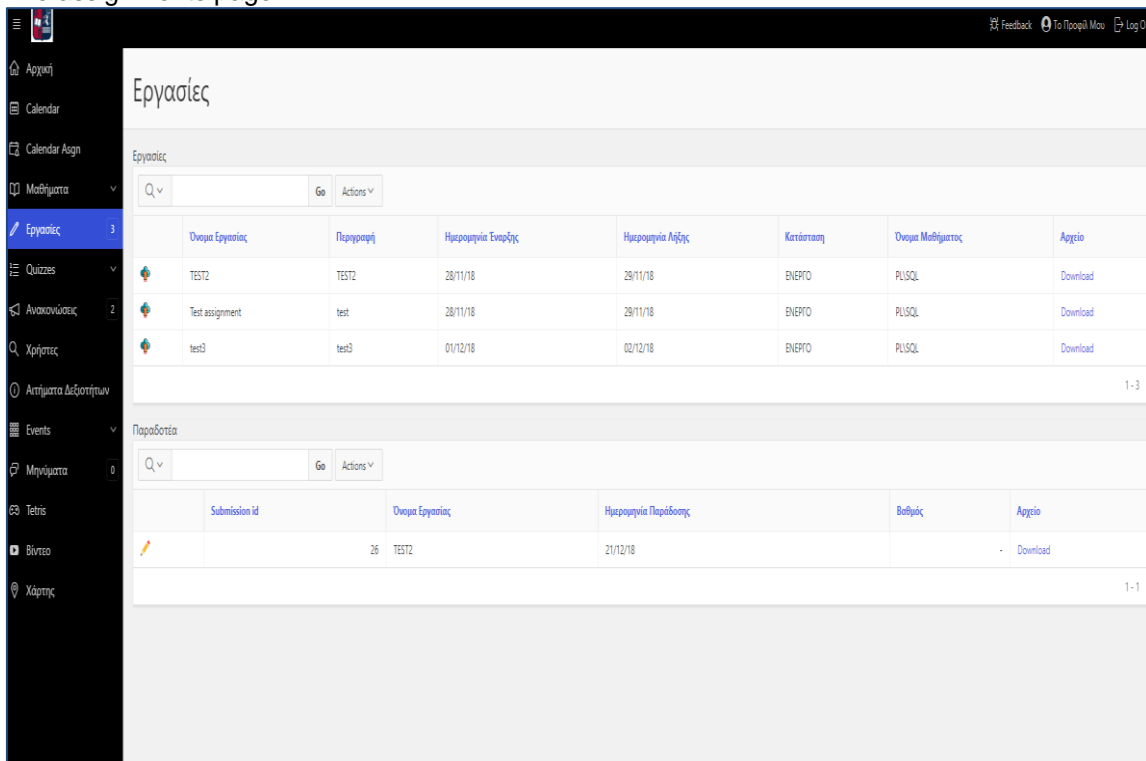 Feedback Το Προφίλ Μου Log O
Αρχική
Calendar
Calendar Asgn
Μαθήματα
Εργασίες 3
Quizzes
Ανακονώσεις 2
Χρήστες
Αιτήματα Δεξιοτήτων
Events
Μηνύματα 0
Tetris
Βίντεο
Χάρτης
Εργασίες
Εργασίες
Go Actions
Όνομα Εργασίας Περιγραφή Ημερομηνία Έναρξης Ημερομηνία Λήξης Κατάσταση Όνομα Μαθήματος Αρχείο
TEST2 TEST2 28/11/18 29/11/18 ΕΝΕΡΓΟ PL\SQL Download
Test assignment test 28/11/18 29/11/18 ΕΝΕΡΓΟ PL\SQL Download
test3 test3 01/12/18 02/12/18 ΕΝΕΡΓΟ PL\SQL Download
1 - 3
Παραδοτέα
Go Actions
Submission id Όνομα Εργασίας Ημερομηνία Παράδοσης Βαθμός Αρχείο
26 TEST2 21/12/18 - Download
1 - 1